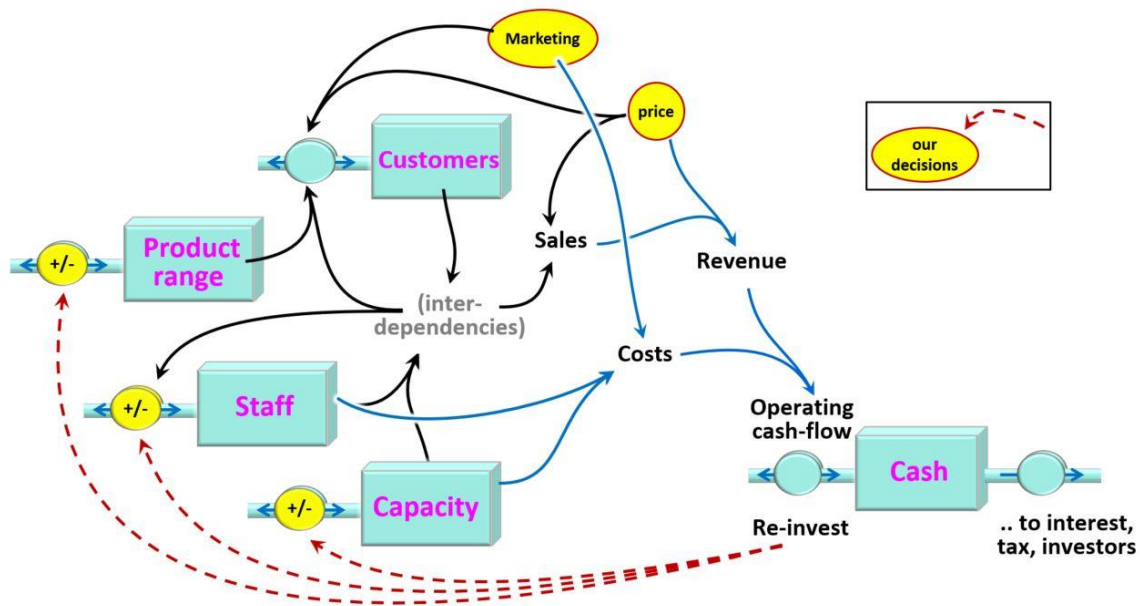 Marketing
price
our
decisions
Customers
Product
range
+/-
Sales
Revenue
(inter-
dependencies)
Costs
+/-
Staff
Operating
cash-flow
Cash
+/-
Capacity
Re-invest
.. to interest,
tax, investors